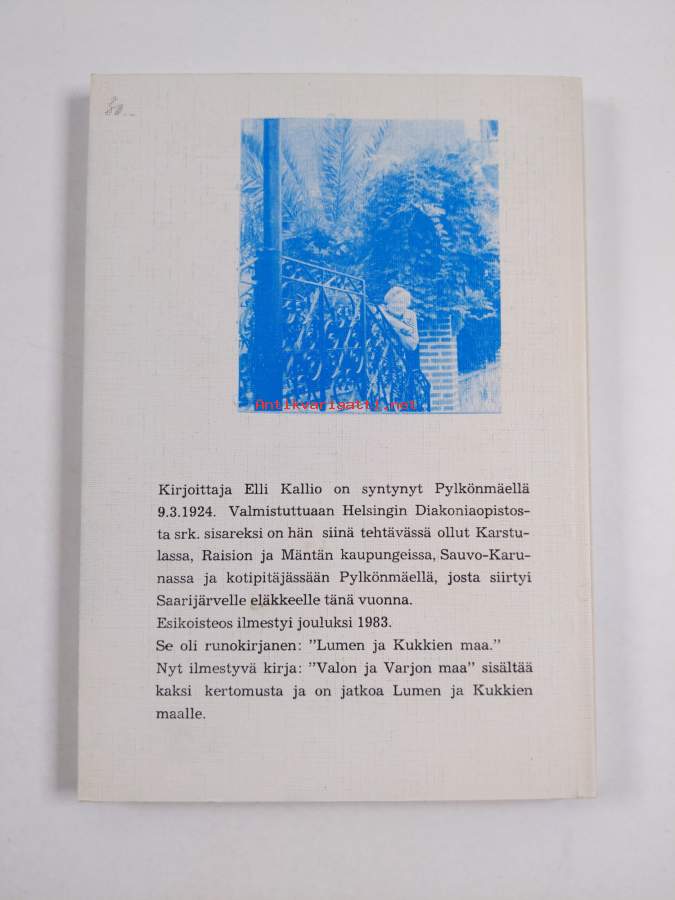 80..
Antikvariaatti.net
Kirjoittaja Elli Kallio on syntynyt Pylkönmäellä
9.3.1924. Valmistuttuaan Helsingin Diakoniaopistos-
ta srk. sisareksi on hän siinä tehtävässä ollut Karstu-
lassa, Raision ja Mäntän kaupungeissa, Sauvo-Karu-
nassa ja kotipitäjässään Pylkönmäellä, josta siirtyi
Saarijärvelle eläkkeelle tänä vuonna.
Esikoisteos ilmestyi jouluksi 1983.
Se oli runokirjanen: ”Lumen ja Kukkien maa.”
Nyt ilmestyvä kirja: ”Valon ja Varjon maa” sisältää
kaksi kertomusta ja on jatkoa Lumen ja Kukkien
maalle.